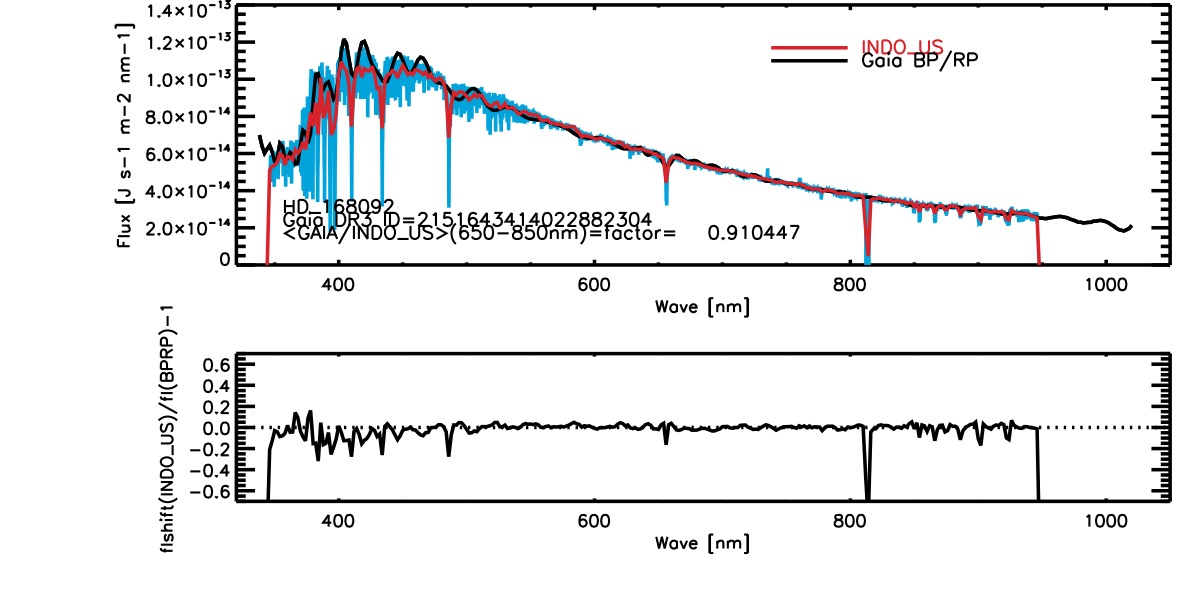 1.4×10⁻¹³
1.2×10⁻¹³
1.0×10⁻¹³
8.0×10⁻¹⁴
6.0×10⁻¹⁴
4.0×10⁻¹⁴
2.0×10⁻¹⁴
0
Flux [J s−1 m−2 nm−1]
INDO_US
Gaia BP/RP
HD_168092
Gaia DR3 ID=2151643414022882304
<GAIA/INDO_US>(650−850nm)=factor= 0.910447
400 600 800 1000
Wave [nm]
0.6
0.4
0.2
0.0
−0.2
−0.4
−0.6
flshift(INDO_US)/fl(BPRP)−1
400 600 800 1000
Wave [nm]